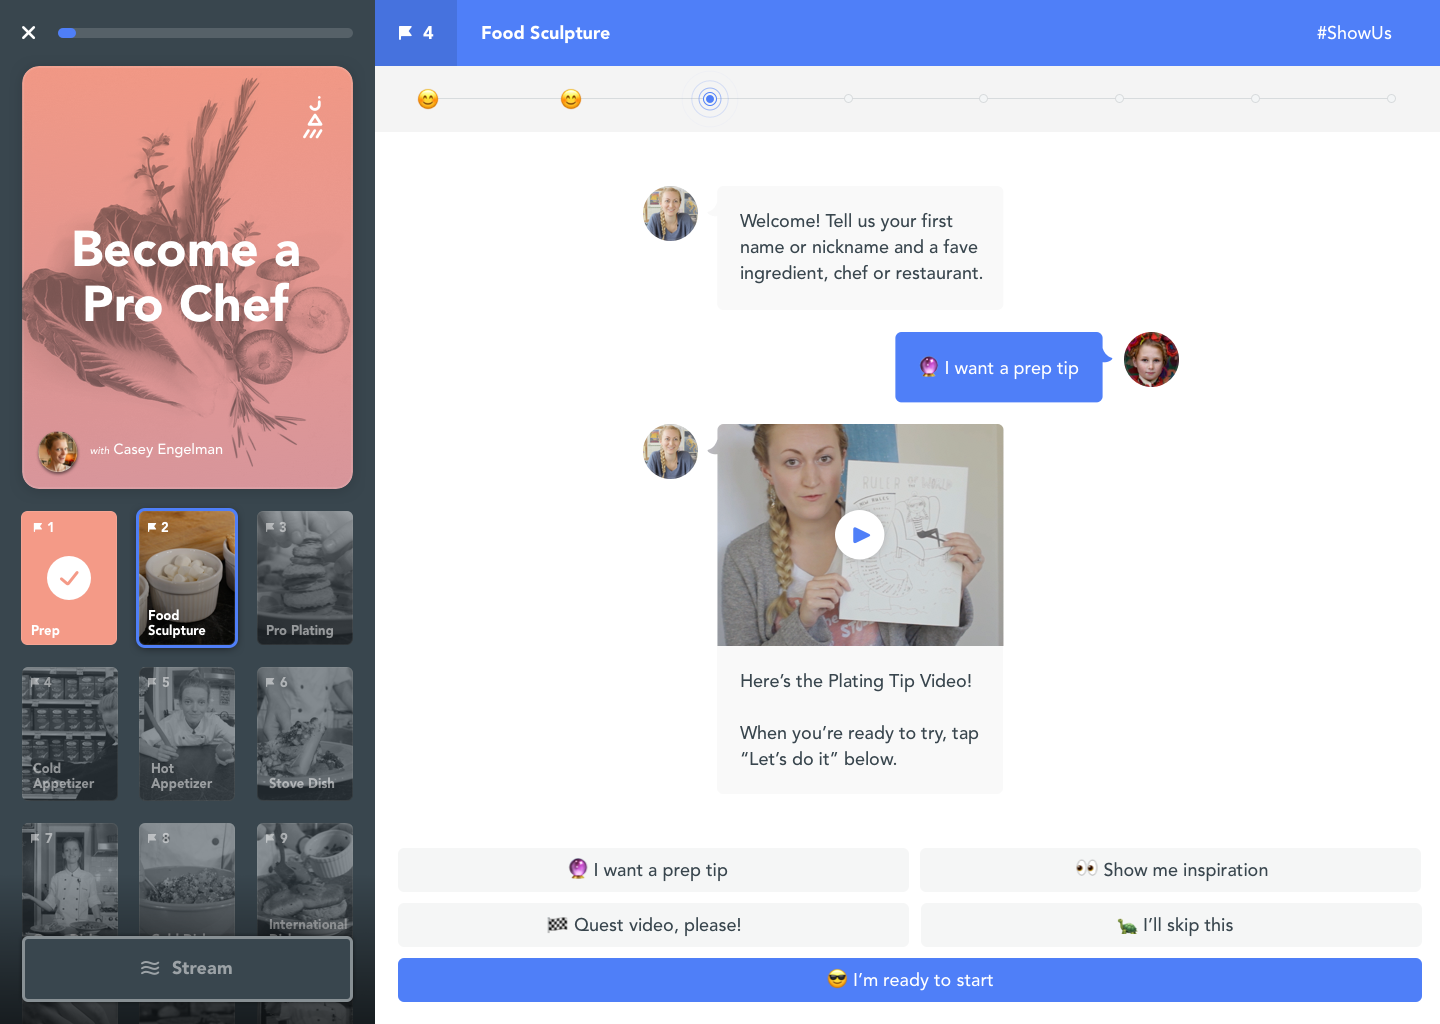 4 Food Sculpture #ShowUs
Become a
Pro Chef
with Casey Engelman
1
Prep
2
Food
Sculpture
3
Pro Plating
4
Cold
Appetizer
5
Hot
Appetizer
6
Stove Dish
7
8
9
International
Stream
Welcome! Tell us your first
name or nickname and a fave
ingredient, chef or restaurant.
🔮 I want a prep tip
RULER OF THE WORLD
Here’s the Plating Tip Video!
When you’re ready to try, tap
“Let’s do it” below.
🔮 I want a prep tip
👀 Show me inspiration
🏁 Quest video, please!
🐢 I’ll skip this
😎 I’m ready to start